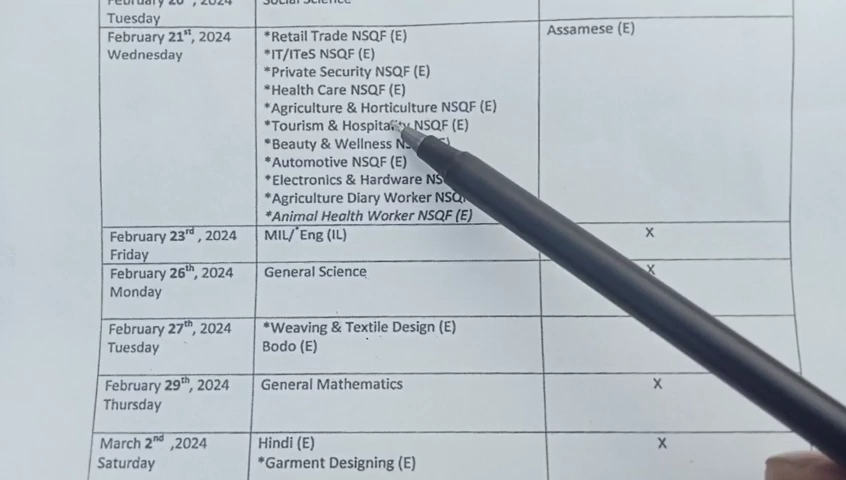 Tuesday
February 21st, 2024
Wednesday
*Retail Trade NSQF (E)
*IT/ITeS NSQF (E)
*Private Security NSQF (E)
*Health Care NSQF (E)
*Agriculture & Horticulture NSQF (E)
*Tourism & Hospitality NSQF (E)
*Beauty & Wellness
*Automotive NSQF (E)
*Electronics & Hardware
*Agriculture Diary Worker
*Animal Health Worker NSQF (E)
Assamese (E)
February 23rd , 2024
Friday
MIL/*Eng (IL)
X
February 26th, 2024
Monday
General Science
X
February 27th, 2024
Tuesday
*Weaving & Textile Design (E)
Bodo (E)
February 29th, 2024
Thursday
General Mathematics
X
March 2nd ,2024
Saturday
Hindi (E)
*Garment Designing (E)
X